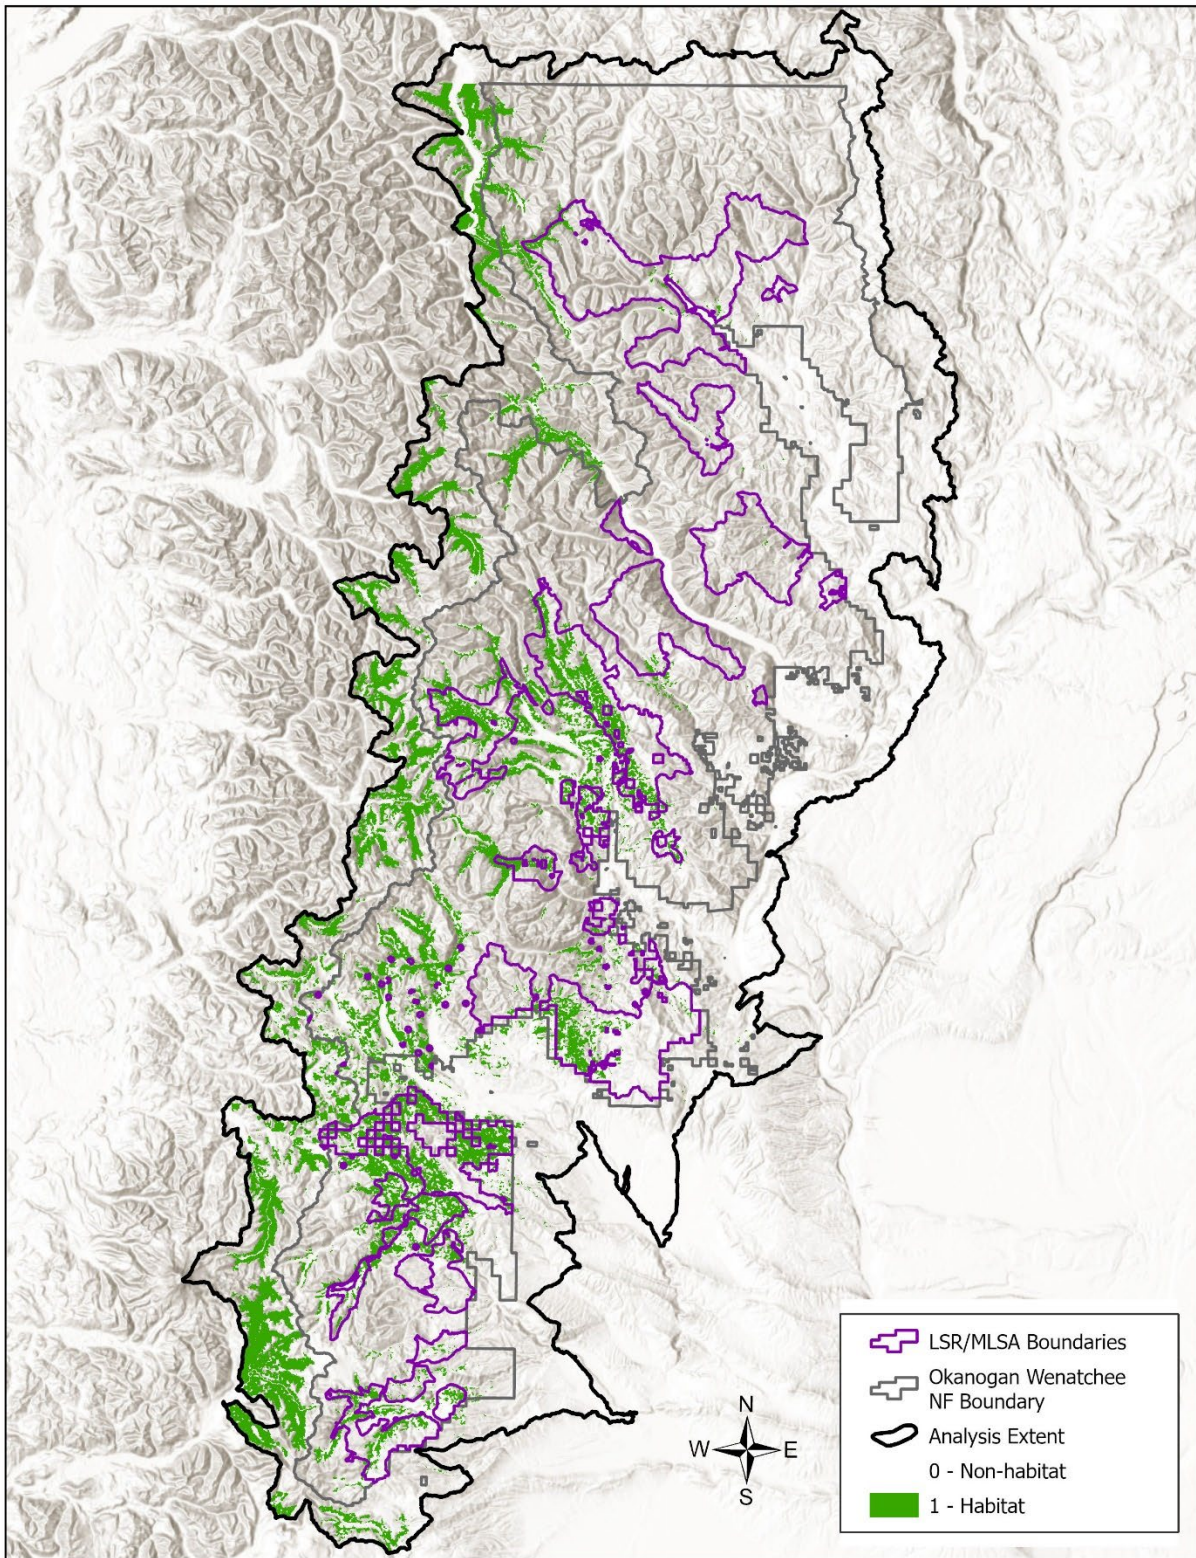 N
W E
S
LSR/MLSA Boundaries
Okanogan Wenatchee
NF Boundary
Analysis Extent
0 - Non-habitat
1 - Habitat